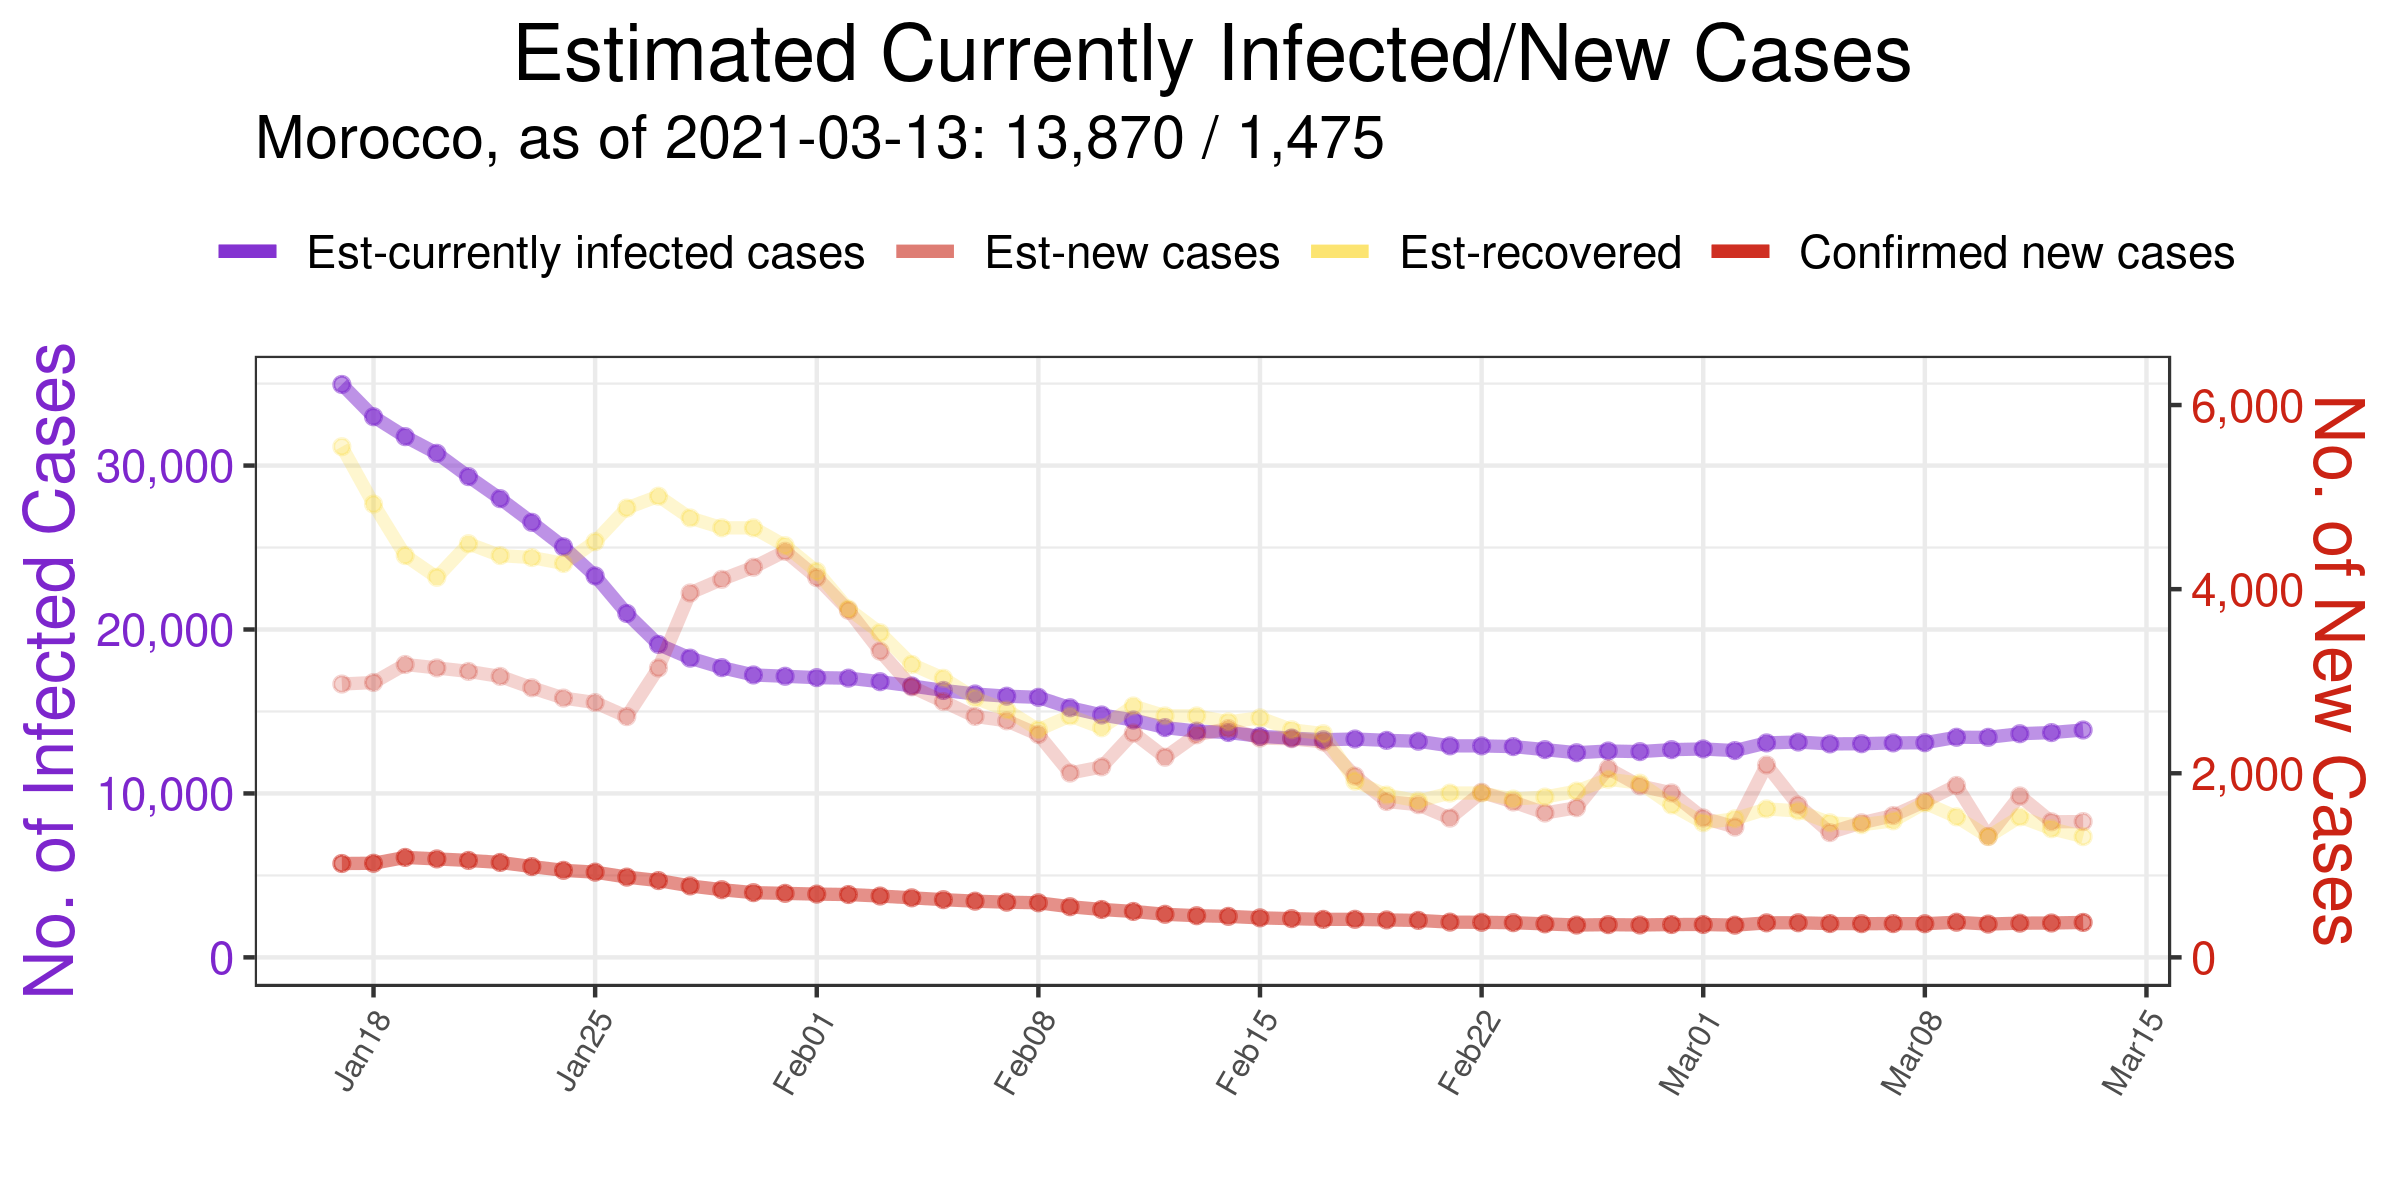 Estimated Currently Infected/New Cases
Morocco, as of 2021-03-13: 13,870 / 1,475
Est-currently infected cases Est-new cases Est-recovered Confirmed new cases
No. of Infected Cases
30,000
20,000
10,000
0
6,000
4,000
2,000
0
No. of New Cases
Jan18 Jan25 Feb01 Feb08 Feb15 Feb22 Mar01 Mar08 Mar15